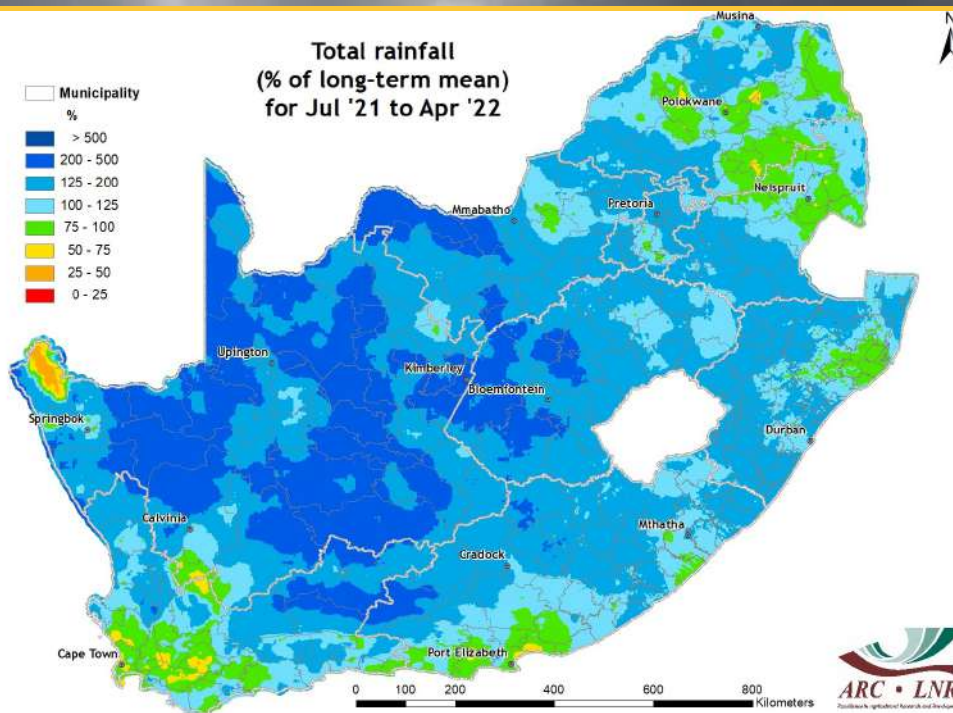 Total rainfall
(% of long-term mean)
for Jul '21 to Apr '22
N
Municipality
%
> 500
200 - 500
125 - 200
100 - 125
75 - 100
50 - 75
25 - 50
0 - 25
Musina
Polokwane
Nelspruit
Mmabatho
Pretoria
Upington
Kimberley
Bloemfontein
Springbok
Durban
Calvinia
Mthatha
Cradock
Cape Town
Port Elizabeth
0 100 200 400 600 800
Kilometers
ARC • LNR